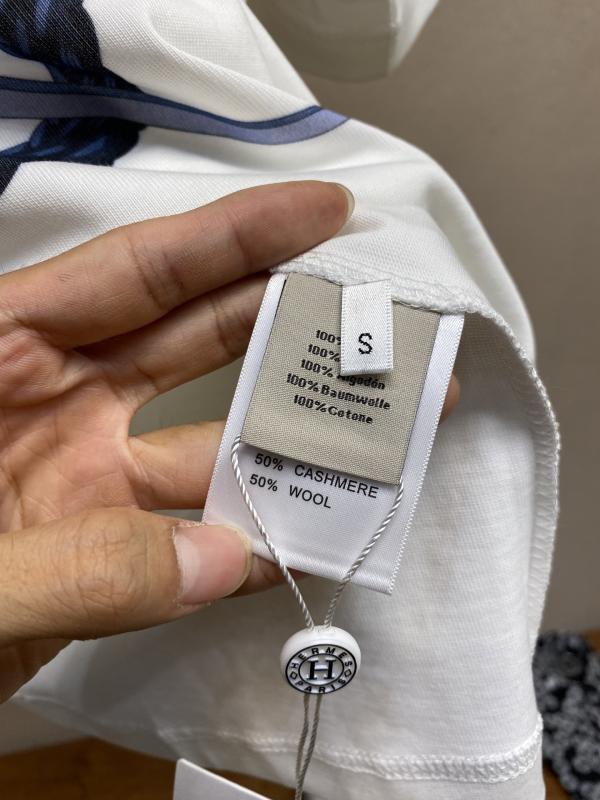 S
100%
100%
100% Algodón
100% Baumwolle
100% Cotone
50% CASHMERE
50% WOOL
HERMES
H
PARIS